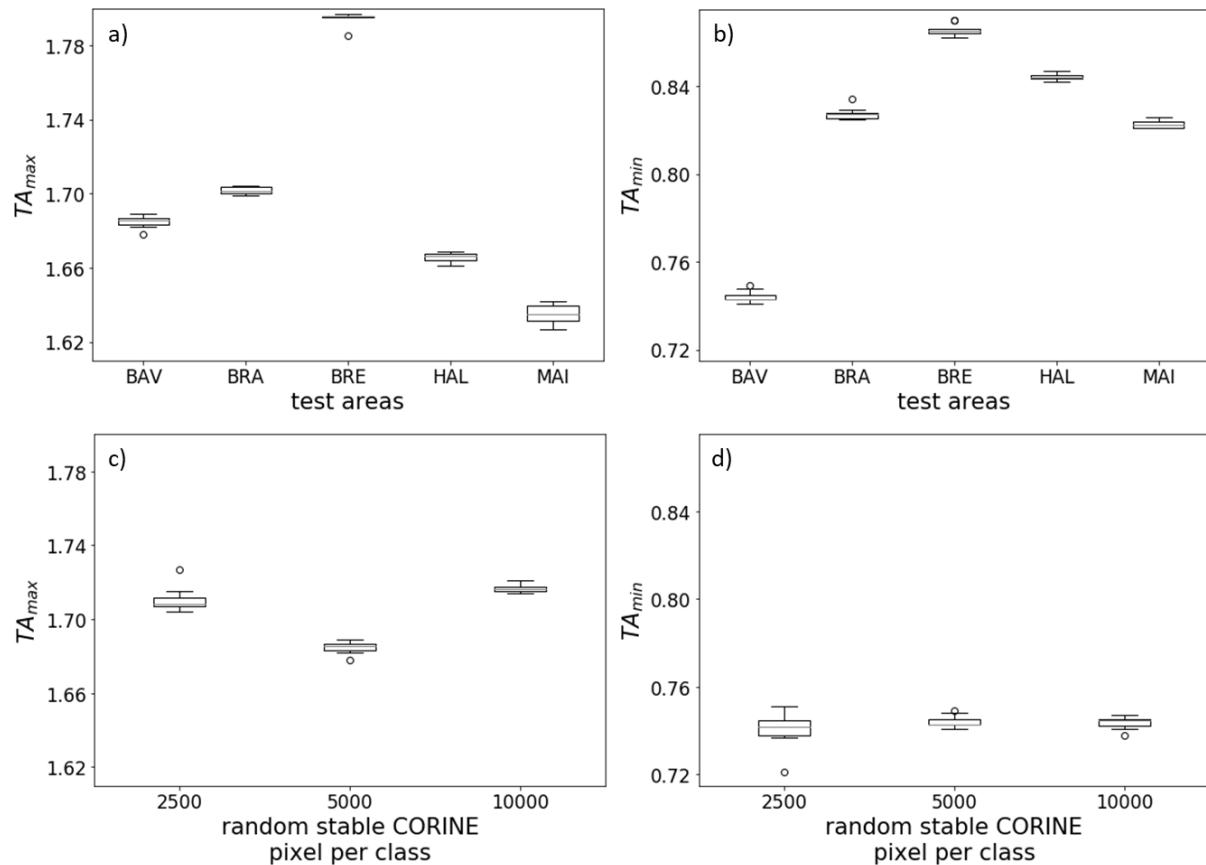 a)
1.78
1.74
1.70
1.66
1.62
TAmax
BAV BRA BRE HAL MAI
test areas
b)
0.84
0.80
0.76
0.72
TAmin
BAV BRA BRE HAL MAI
test areas
c)
1.78
1.74
1.70
1.66
1.62
TAmax
2500 5000 10000
random stable CORINE
pixel per class
d)
0.84
0.80
0.76
0.72
TAmin
2500 5000 10000
random stable CORINE
pixel per class